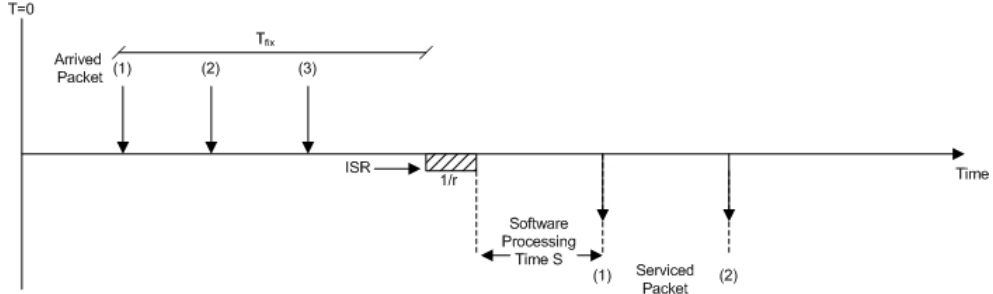 T=0
Tfix
Arrived
Packet
(1)
(2)
(3)
ISR
1/r
Time
Software
Processing
Time S
(1)
Serviced
Packet
(2)